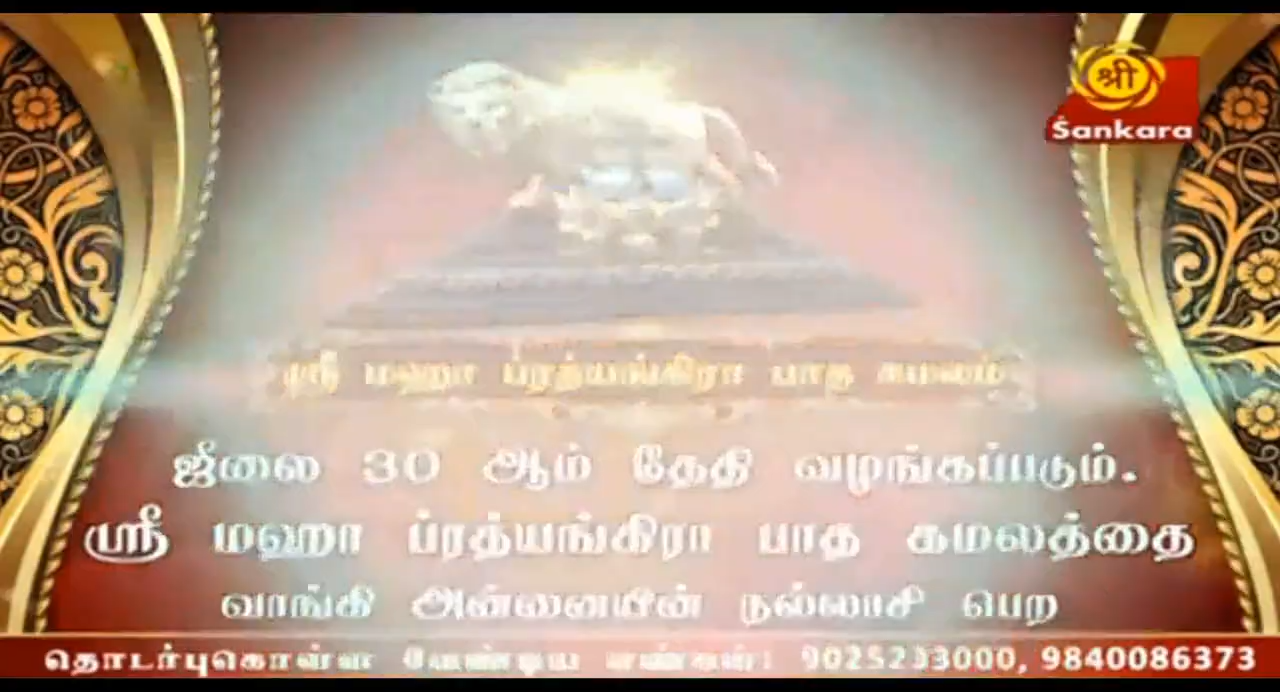 ஸ்ரீ
Sankara
ஸ்ரீ மஹா ப்ரத்யங்கிரா பாத கமலம்
ஜீலை 30 ஆம் தேதி வழங்கப்படும்.
ஸ்ரீ மஹா ப்ரத்யங்கிரா பாத கமலத்தை
வாங்கி அன்னையின் நல்லாசி பெற
தொடர்புகொள்ள வேண்டிய எண்கள்: 9025233000, 9840086373